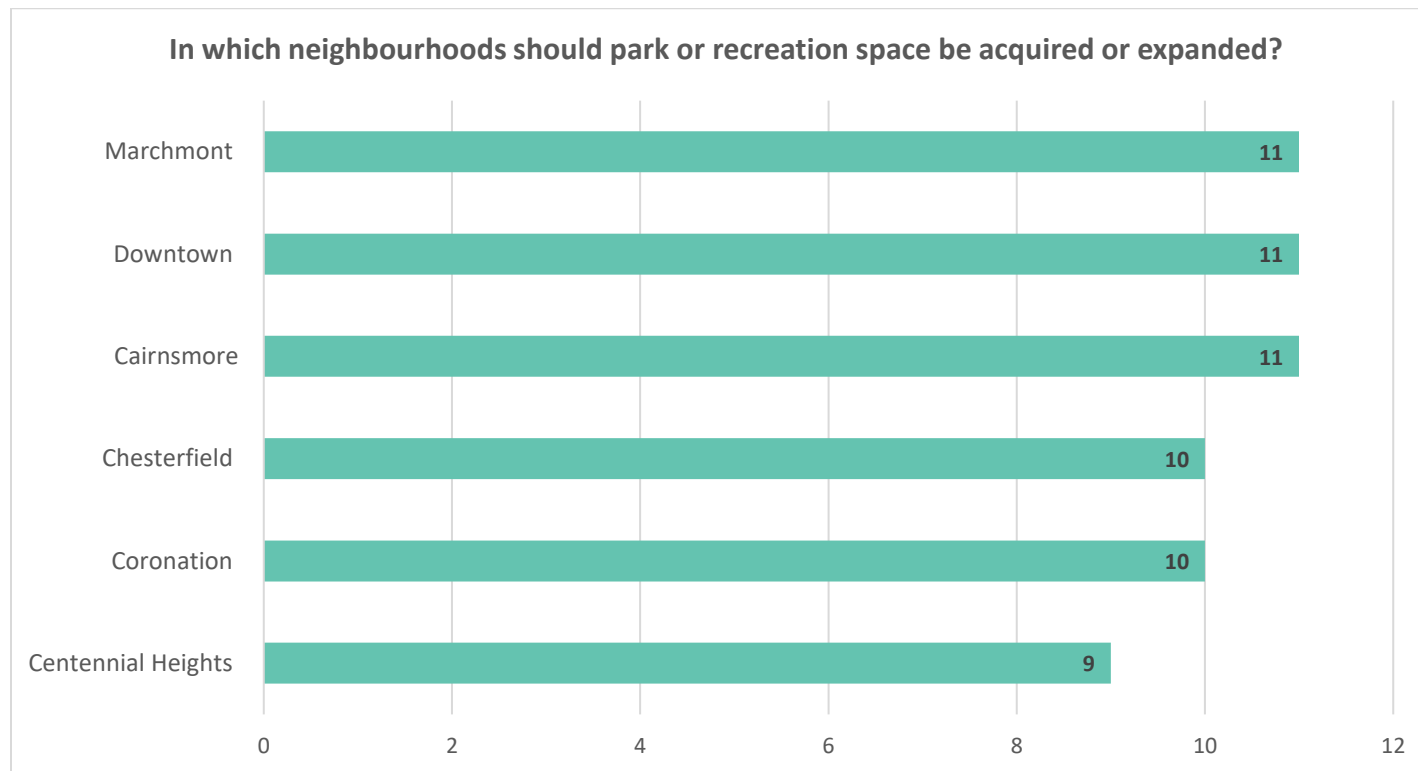 In which neighbourhoods should park or recreation space be acquired or expanded?
Marchmont 11
Downtown 11
Cairnsmore 11
Chesterfield 10
Coronation 10
Centennial Heights 9
0 2 4 6 8 10 12